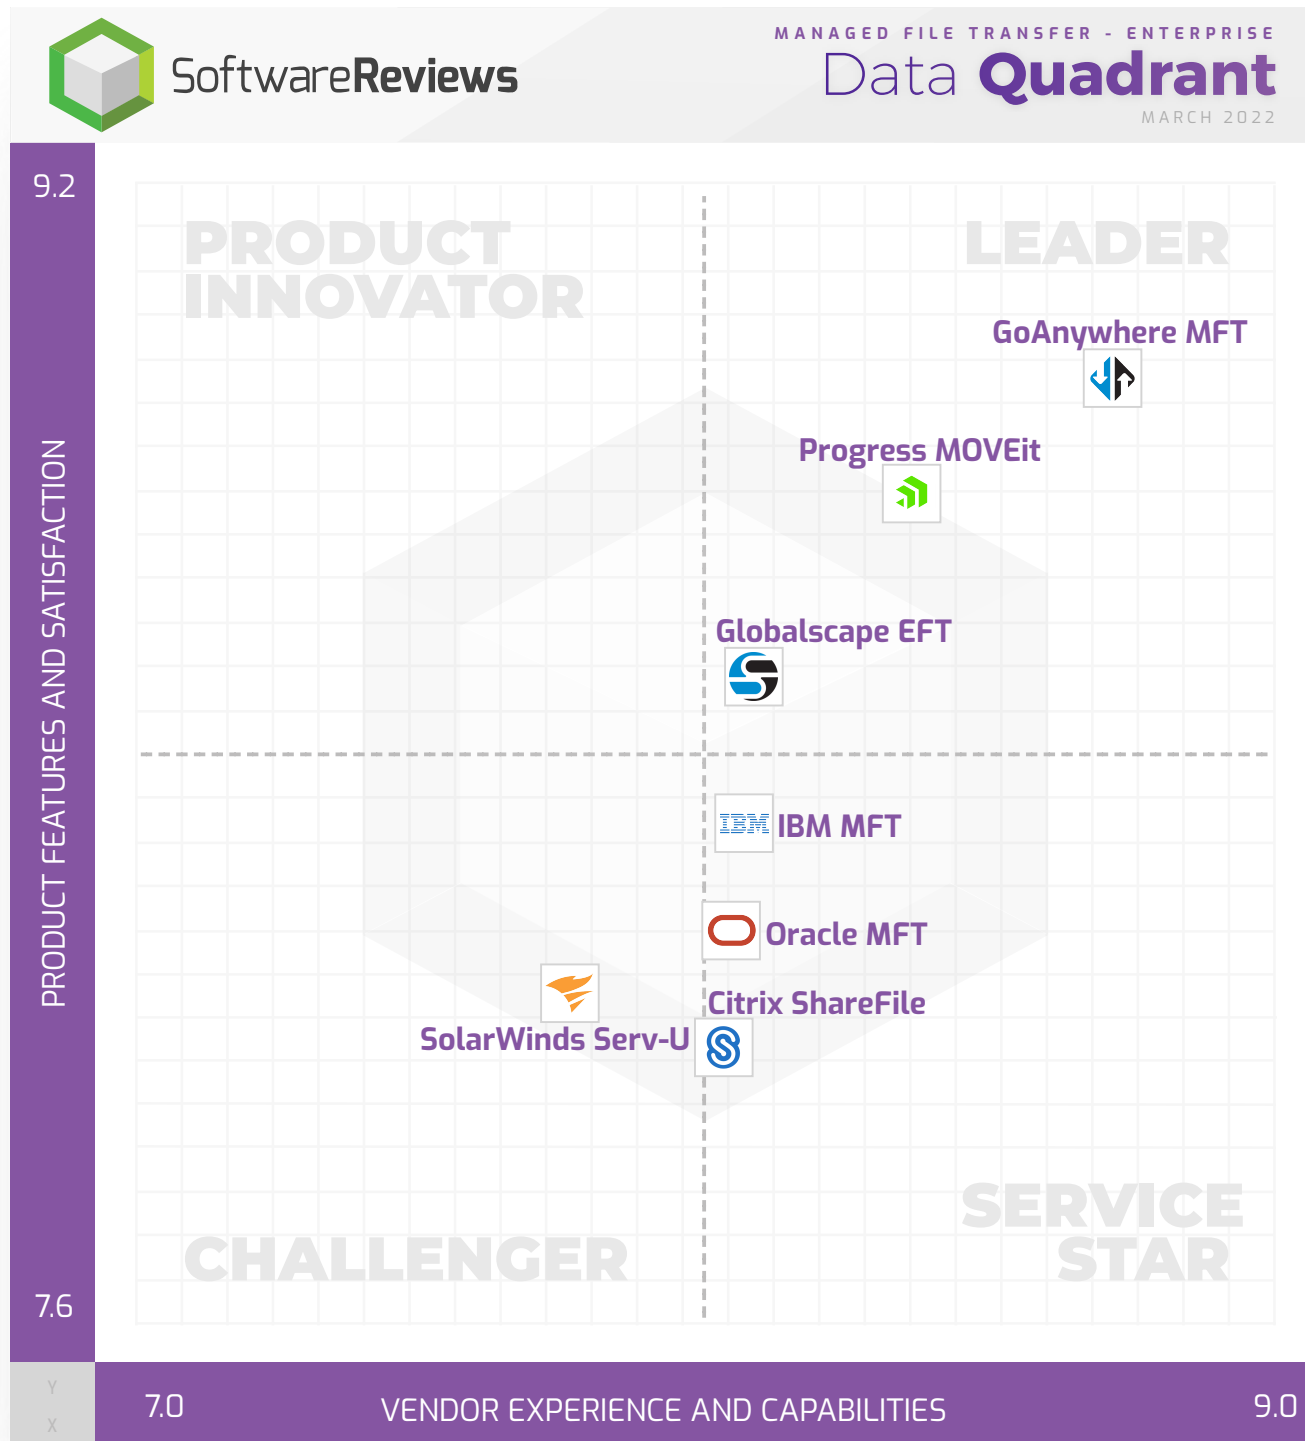 SoftwareReviews
MANAGED FILE TRANSFER - ENTERPRISE
Data Quadrant
MARCH 2022
9.2
PRODUCT FEATURES AND SATISFACTION
7.6
PRODUCT
INNOVATOR
LEADER
GoAnywhere MFT
Progress MOVEit
Globalscape EFT
IBM
IBM MFT
Oracle MFT
Citrix ShareFile
SolarWinds Serv-U
CHALLENGER
SERVICE
STAR
Y
X
7.0
VENDOR EXPERIENCE AND CAPABILITIES
9.0